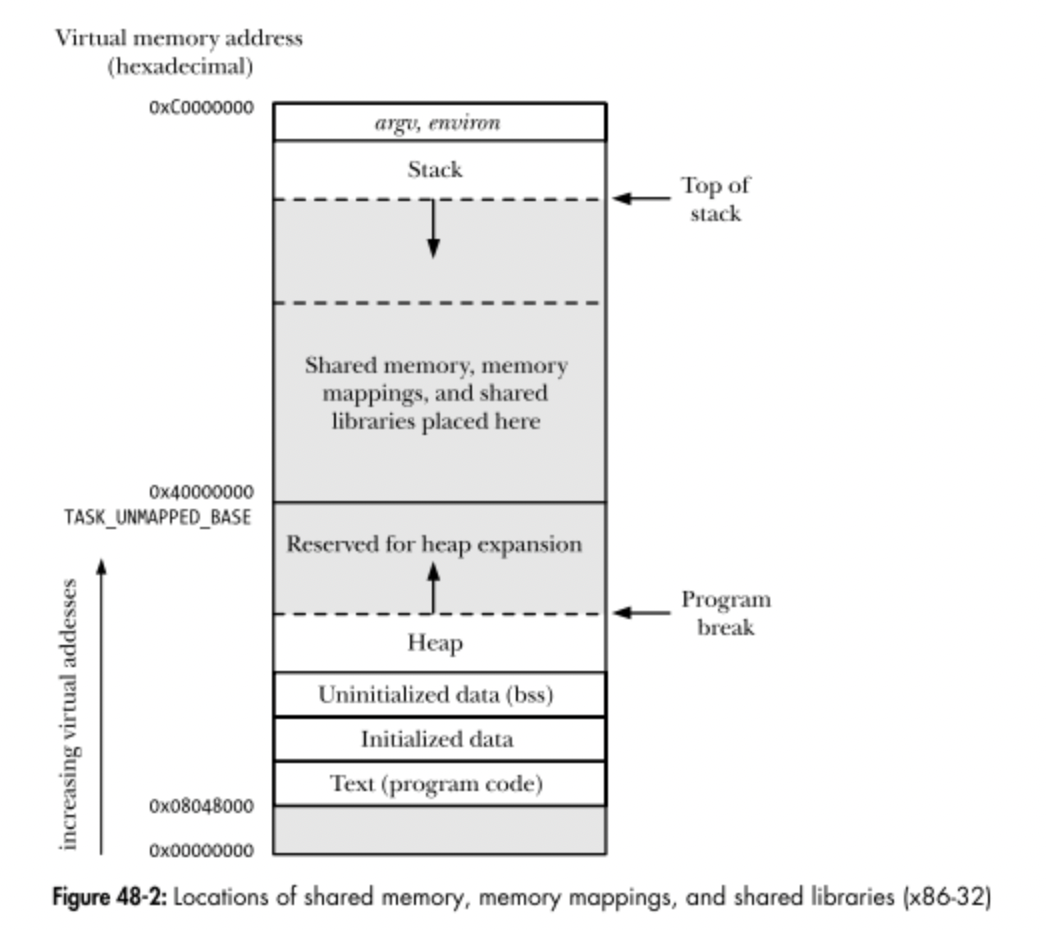 Virtual memory address
(hexadecimal)
0xC0000000
argv, environ
Stack
Top of
stack
Shared memory, memory
mappings, and shared
libraries placed here
0x40000000
TASK_UNMAPPED_BASE
Reserved for heap expansion
Program
break
Heap
Uninitialized data (bss)
Initialized data
Text (program code)
increasing virtual addesses
0x08048000
0x00000000
Figure 48-2: Locations of shared memory, memory mappings, and shared libraries (x86-32)